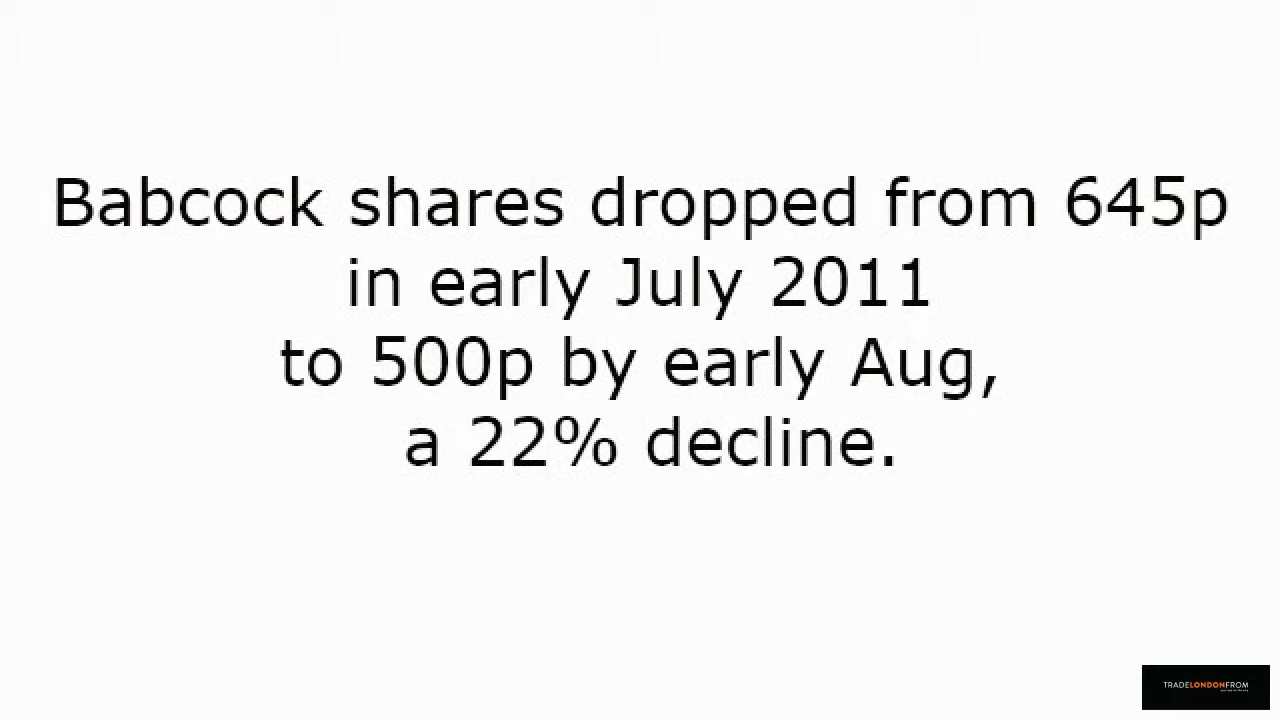 Babcock shares dropped from 645p
in early July 2011
to 500p by early Aug,
a 22% decline.
TRADELONDONFROM